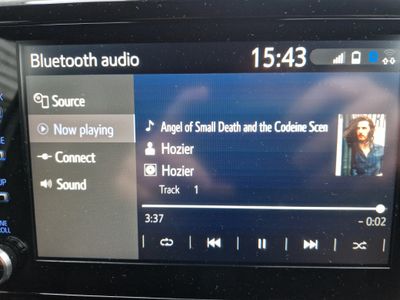 Bluetooth audio 15:43
Source
Now playing
Connect
Sound
Angel of Small Death and the Codeine Scen
Hozier
Hozier
Track 1
3:37 - 0:02
UP